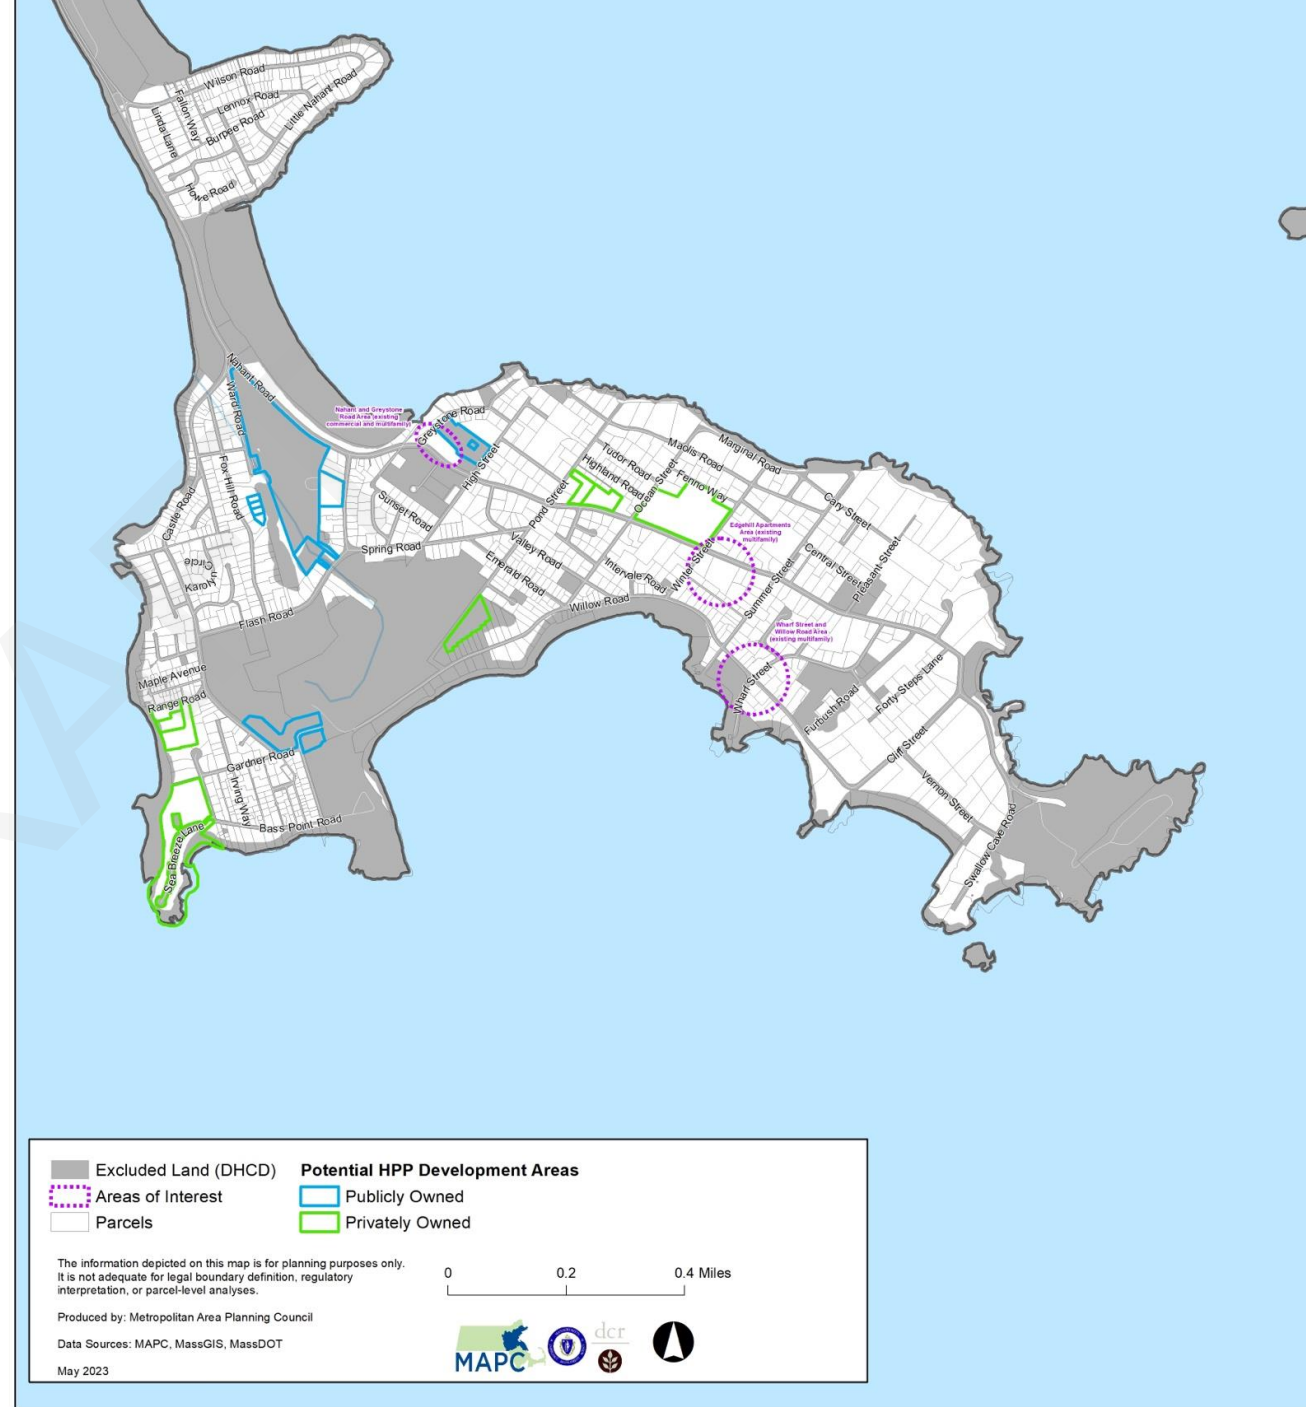 Wilson Road
Fallon Way
Lennox Road
Little Nahant Road
Linda Lane
Burpee Road
Howe Road
Nahant Road
Ward Road
Nahant and Greystone
Road Area (existing
commercial and multifamily)
Greystone Road
High Street
Fox Hill Road
Castle Road
Sunset Road
Spring Road
Pond Street
Tudor Road
Highland Road
Maolis Road
Marginal Road
Ocean Street
Fenno Way
Cary Street
Edgehill Apartments
Area (existing
multifamily)
Central Street
Pleasant Street
Valley Road
Emerald Road
Intervale Road
Winter Street
Summer Street
Willow Road
Karolyn Circle
Flash Road
Wharf Street and
Willow Road Area
(existing multifamily)
Wharf Street
Furbush Road
Forty Steps Lane
Cliff Street
Vernon Street
Swallow Cave Road
Maple Avenue
Range Road
Gardner Road
Irving Way
Bass Point Road
Sea Breeze Lane
Excluded Land (DHCD)
Areas of Interest
Parcels
Potential HPP Development Areas
Publicly Owned
Privately Owned
The information depicted on this map is for planning purposes only.
It is not adequate for legal boundary definition, regulatory
interpretation, or parcel-level analyses.
Produced by: Metropolitan Area Planning Council
Data Sources: MAPC, MassGIS, MassDOT
May 2023
0 0.2 0.4 Miles
MAPC
dcr